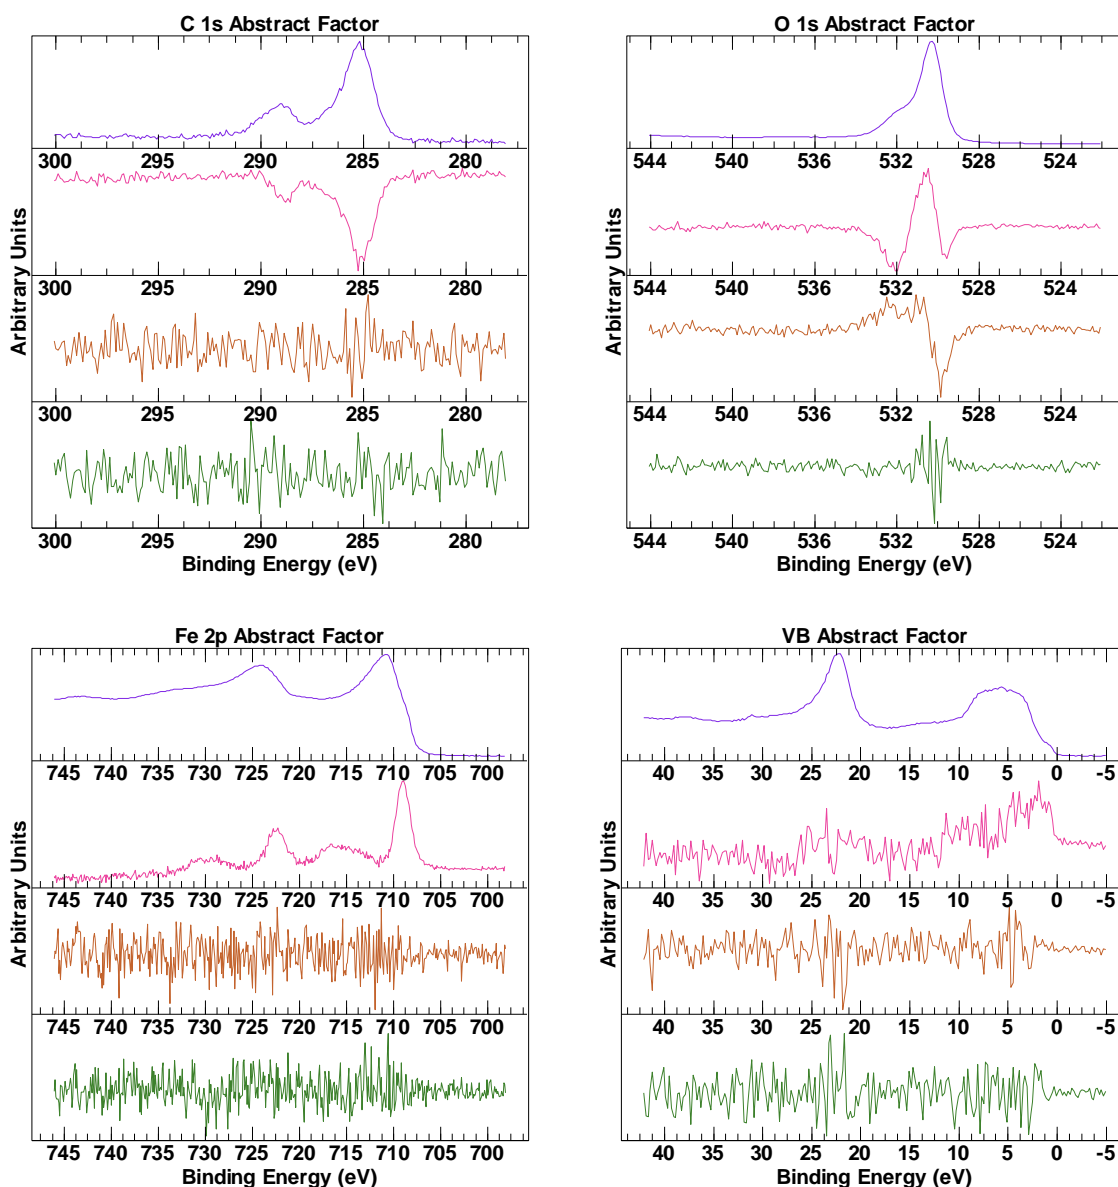 C 1s Abstract Factor
300 295 290 285 280
300 295 290 285 280
300 295 290 285 280
300 295 290 285 280
Binding Energy (eV)
Arbitrary Units
O 1s Abstract Factor
544 540 536 532 528 524
544 540 536 532 528 524
544 540 536 532 528 524
544 540 536 532 528 524
Binding Energy (eV)
Arbitrary Units
Fe 2p Abstract Factor
745 740 735 730 725 720 715 710 705 700
745 740 735 730 725 720 715 710 705 700
745 740 735 730 725 720 715 710 705 700
745 740 735 730 725 720 715 710 705 700
Binding Energy (eV)
Arbitrary Units
VB Abstract Factor
40 35 30 25 20 15 10 5 0 -5
40 35 30 25 20 15 10 5 0 -5
40 35 30 25 20 15 10 5 0 -5
40 35 30 25 20 15 10 5 0 -5
Binding Energy (eV)
Arbitrary Units